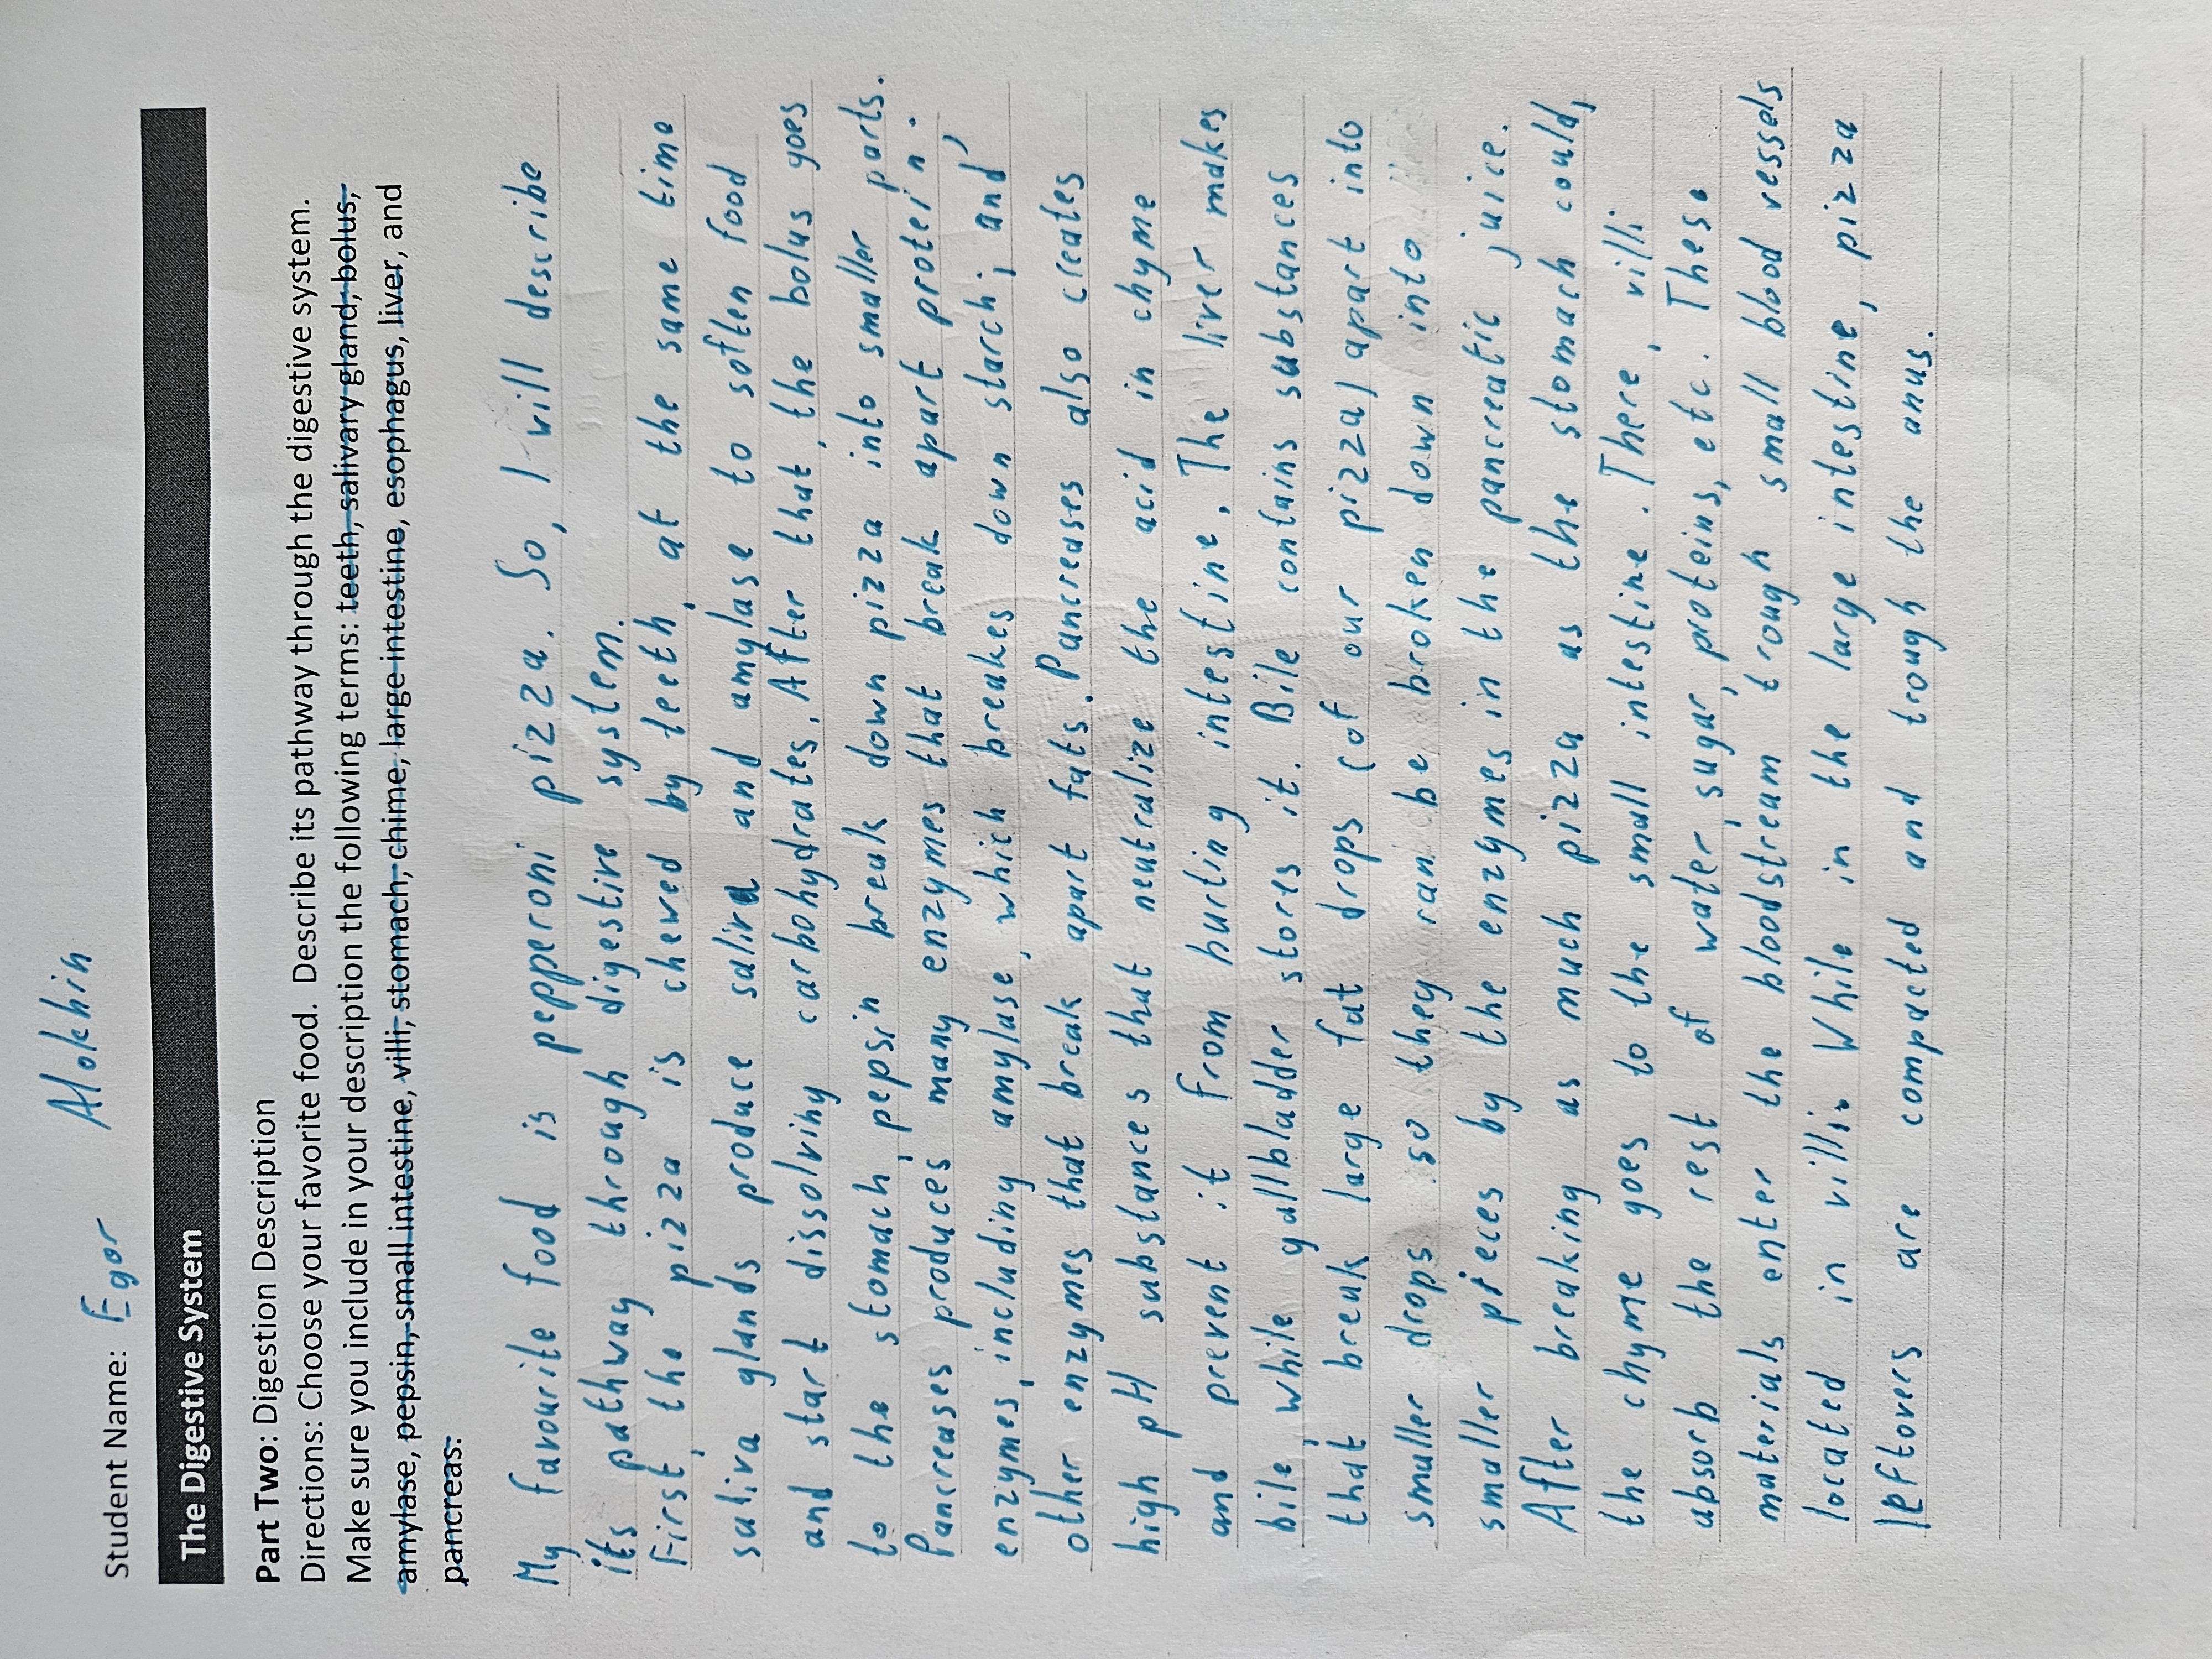 Student Name: Egor Alokhin
The Digestive System
Part Two: Digestion Description
Directions: Choose your favorite food. Describe its pathway through the digestive system.
Make sure you include in your description the following terms: teeth, salivary gland, bolus,
amylase, pepsin, small intestine, villi, stomach, chime, large intestine, esophagus, liver, and
pancreas.
My favourite food is pepperoni pizza. So, I will describe
its pathway through digestive system.
First, the pizza is chewed by teeth, at the same time
saliva glands produce saliva and amylase to soften food
and start dissolving carbohydrates. After that, the bolus goes
to the stomach, pepsin break down pizza into smaller parts.
Pancreases produces many enzymes that break apart protein;
enzymes, including amylase, which breakes down starch; and
other enzymes that break apart fats. Pancreases also creates
high pH substances that neutralize the acid in chyme
and prevent it from hurting intestine. The liver makes
bile, while gallbladder stores it. Bile contains substances
that break large fat drops (of our pizza) apart into
smaller drops so they can be broken down into
smaller pieces by the enzymes in the pancreatic juice.
After breaking as much pizza as the stomach could,
the chyme goes to the small intestine. There, villi
absorb the rest of water, sugar, proteins, etc. These
materials enter the bloodstream trough small blood vessels
located in villi. While in the large intestine, pizza
leftovers are compacted and trough the anus.